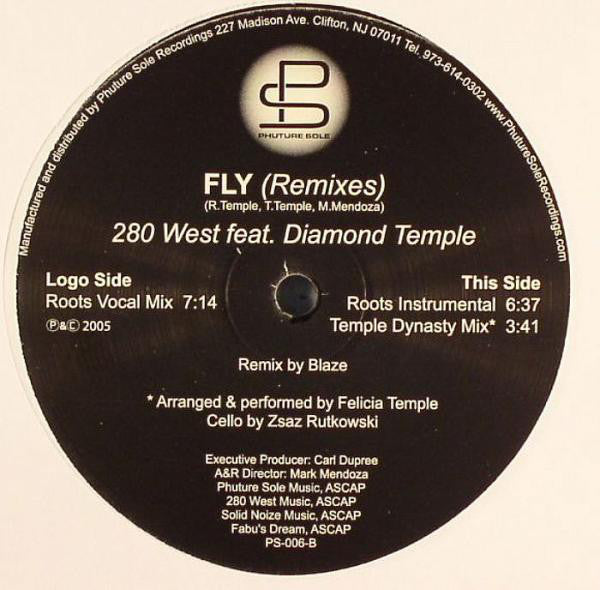 Manufactured and distributed by Phuture Sole Recordings 227 Madison Ave. Clifton, NJ 07011 Tel. 973-614-0302 www.PhutureSoleRecordings.com
PS
PHUTURE SOLE
FLY (Remixes)
(R.Temple, T.Temple, M.Mendoza)
280 West feat. Diamond Temple
Logo Side
Roots Vocal Mix 7:14
℗&© 2005
This Side
Roots Instrumental 6:37
Temple Dynasty Mix* 3:41
Remix by Blaze
* Arranged & performed by Felicia Temple
Cello by Zsaz Rutkowski
Executive Producer: Carl Dupree
A&R Director: Mark Mendoza
Phuture Sole Music, ASCAP
280 West Music, ASCAP
Solid Noize Music, ASCAP
Fabu's Dream, ASCAP
PS-006-B